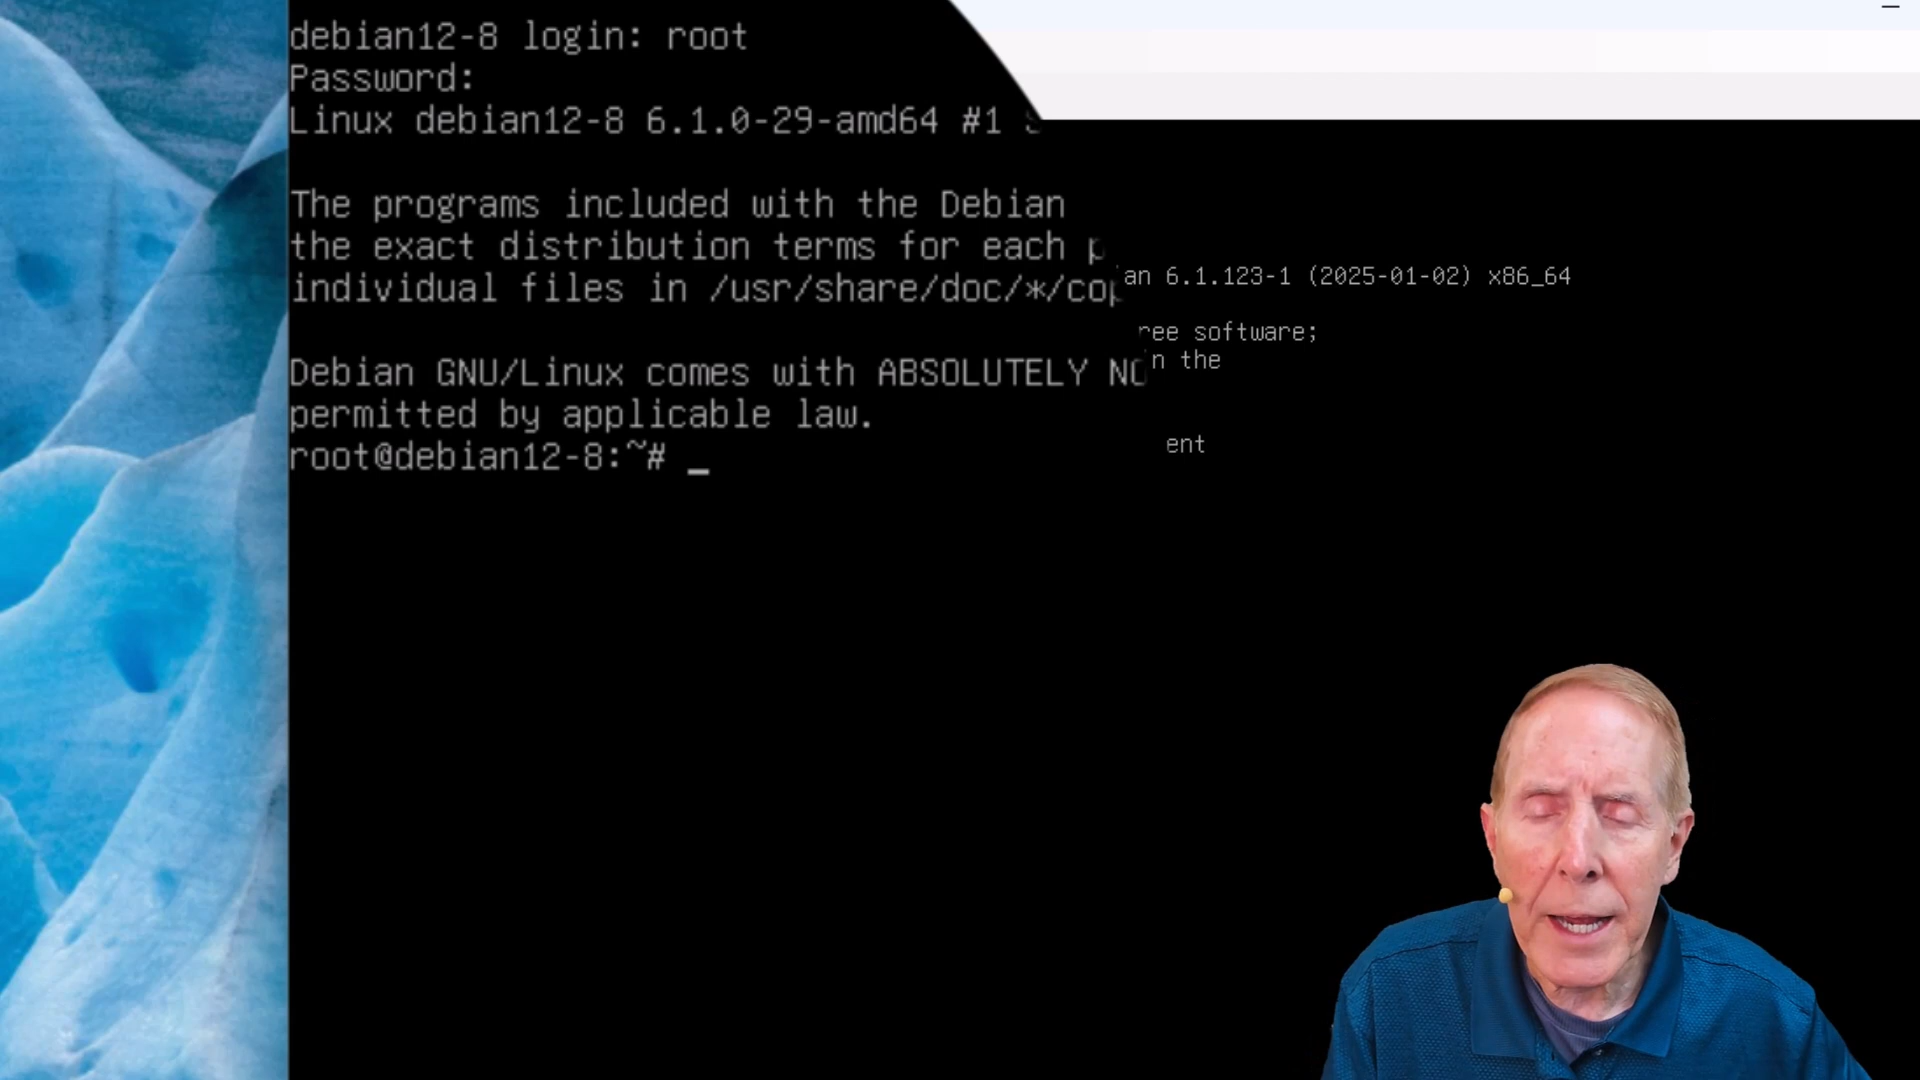 debian12-8 login: root
Password:
Linux debian12-8 6.1.0-29-amd64 #1
an 6.1.123-1 (2025-01-02) x86_64
The programs included with the Debian
ree software;
the exact distribution terms for each
n the
individual files in /usr/share/doc/*/cop
Debian GNU/Linux comes with ABSOLUTELY NO
ent
permitted by applicable law.
root@debian12-8:~# _